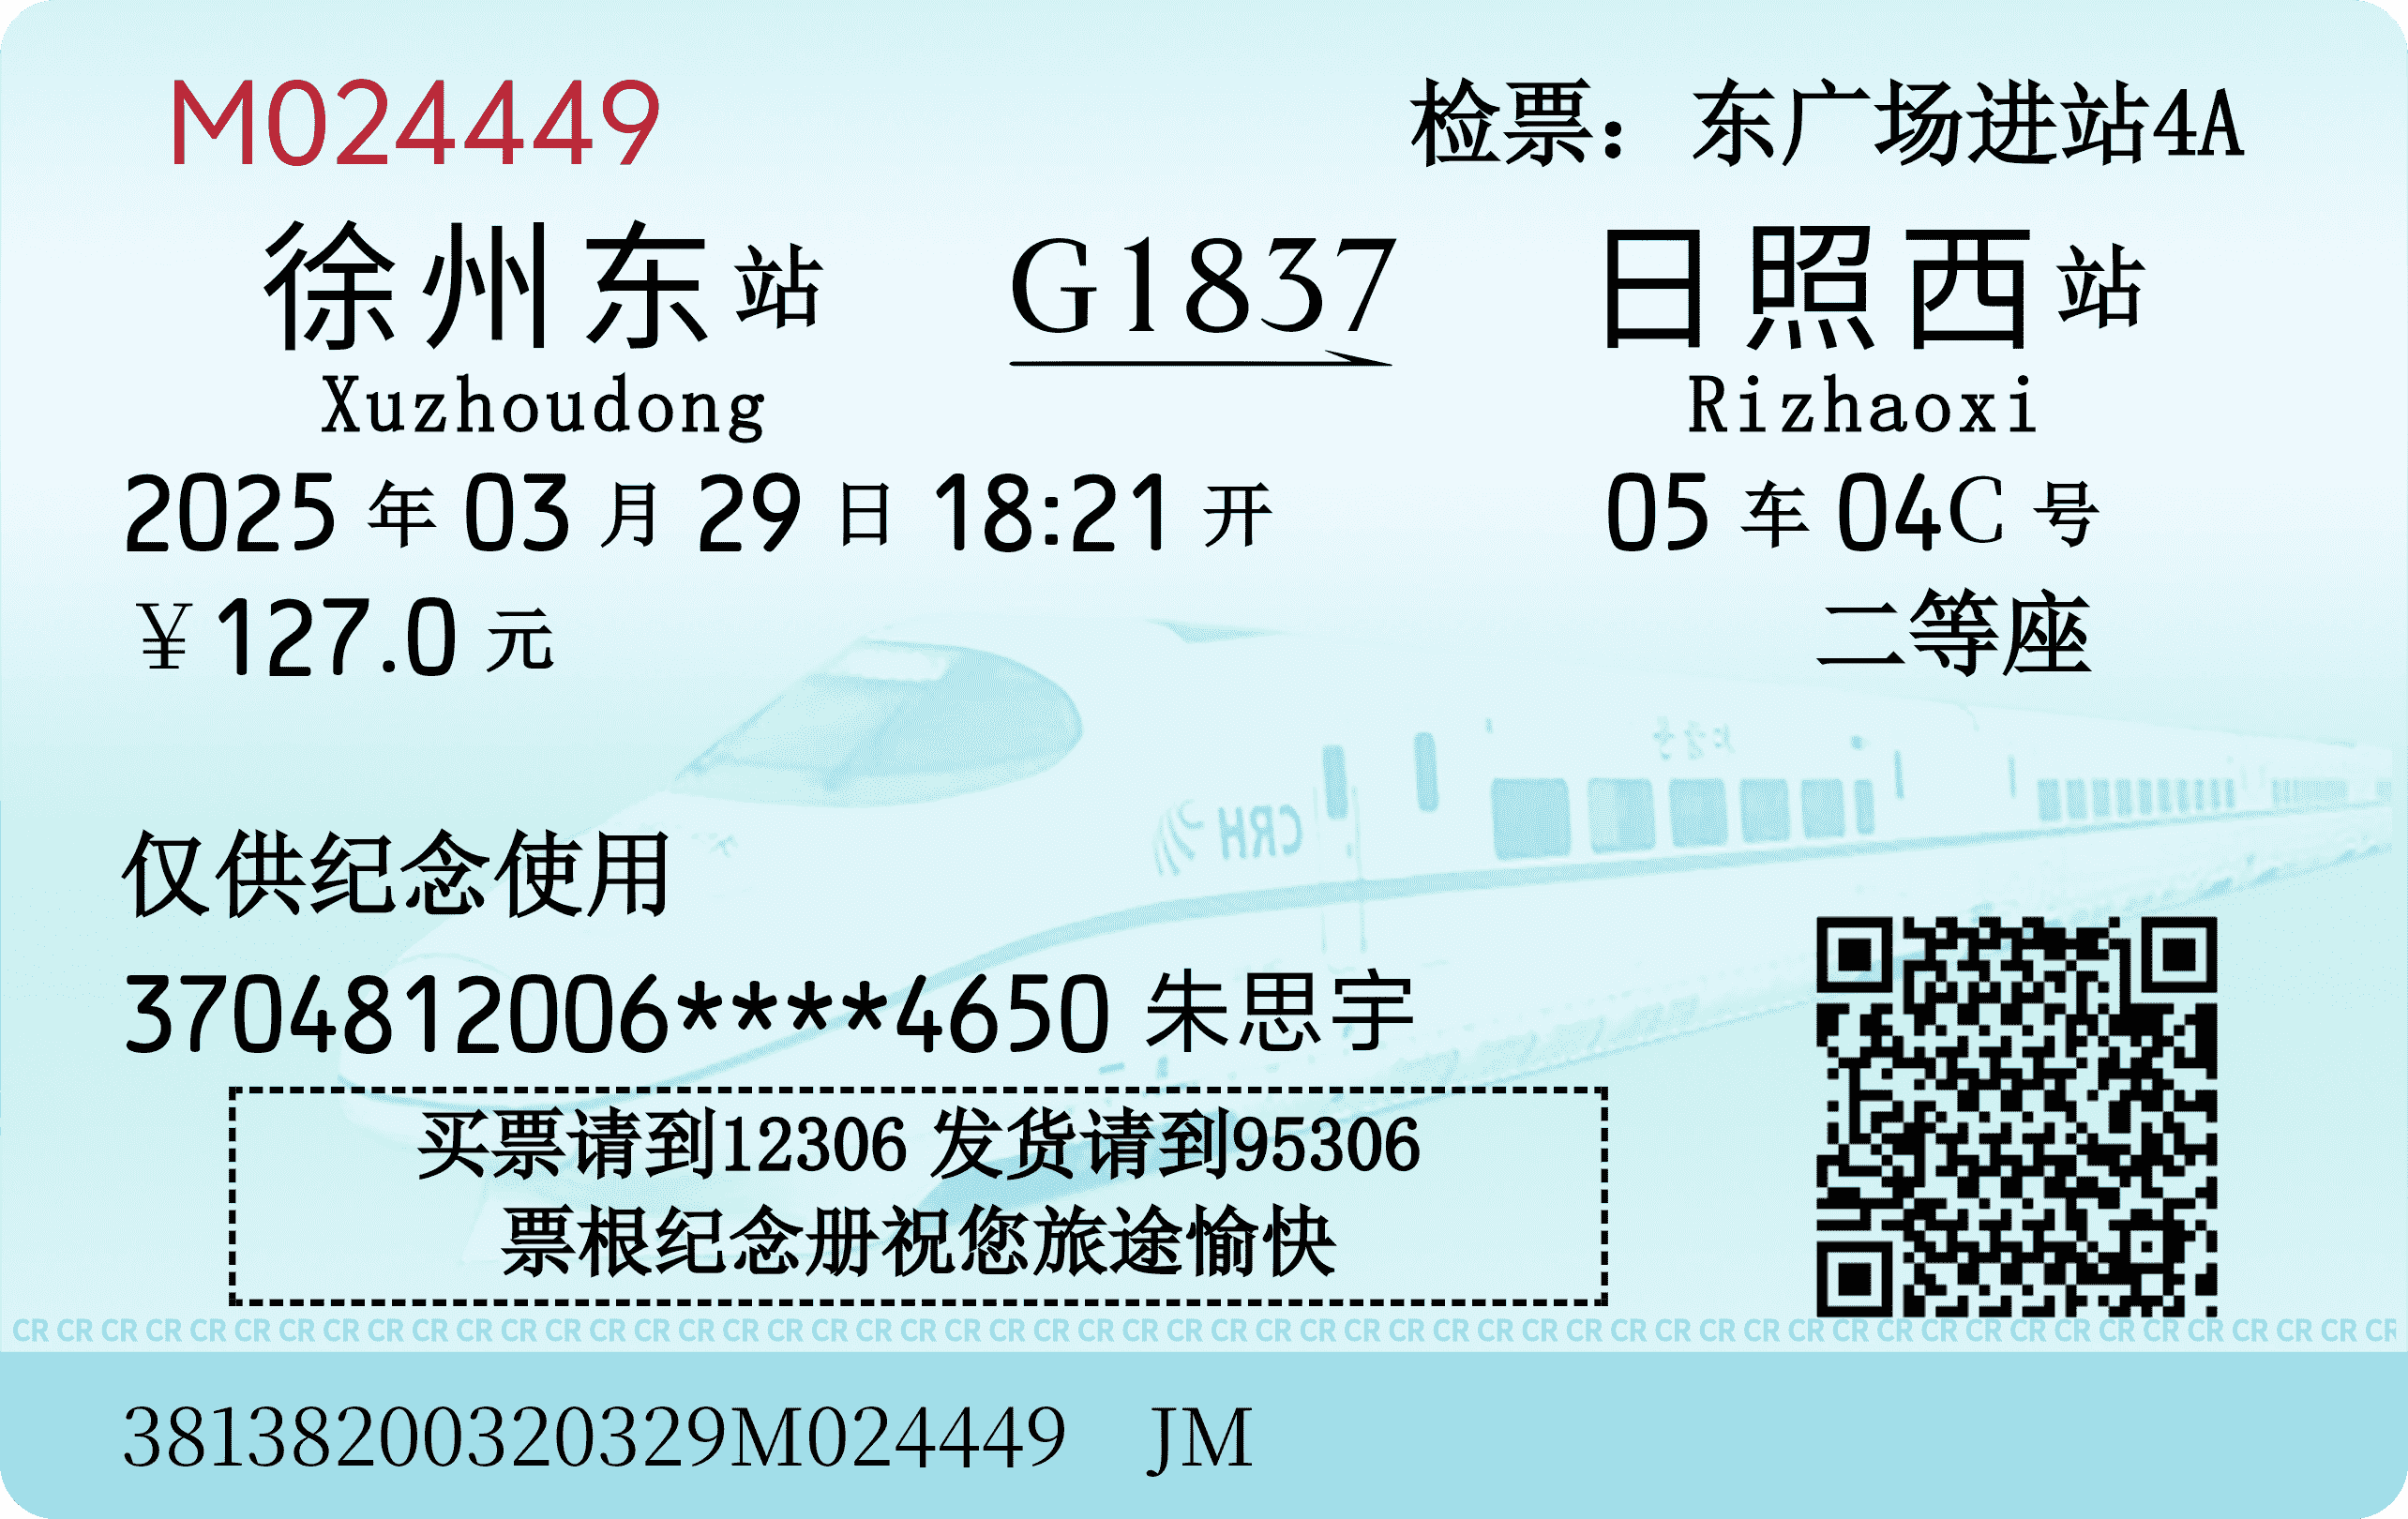 M024449 检票：东广场进站4A
徐州东站 G1837 日照西站
Xuzhoudong Rizhaoxi
2025年03月29日18:21开 05车04C号
￥127.0元 二等座
CRH
仅供纪念使用
3704812006****4650 朱思宇
买票请到12306 发货请到95306
票根纪念册祝您旅途愉快
CR CR CR CR CR CR CR CR CR CR CR CR CR CR CR CR CR CR CR CR CR CR CR CR CR CR CR CR CR CR CR CR CR CR CR CR CR CR CR CR CR CR CR CR CR CR CR CR CR CR CR CR CR CR
38138200320329M024449 JM